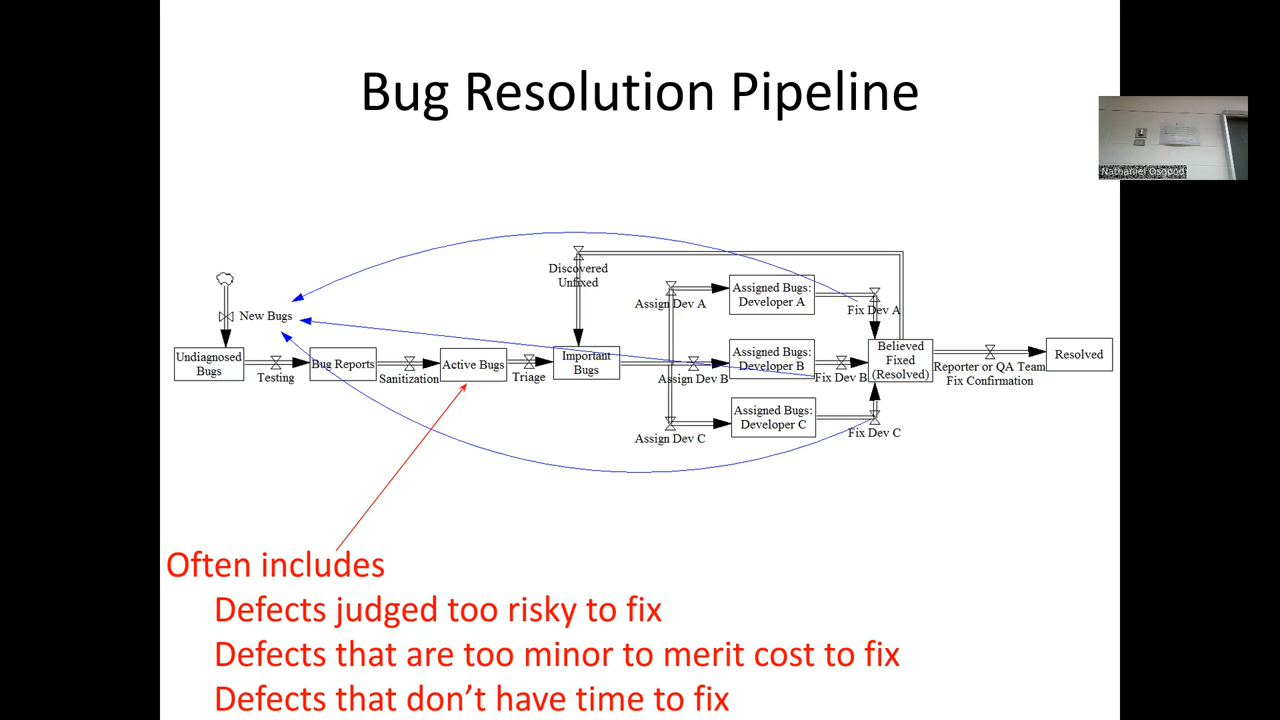 Bug Resolution Pipeline
Nathaniel Osgood
Discovered
Unfixed
New Bugs
Undiagnosed
Bugs
Testing
Bug Reports
Sanitization
Active Bugs
Triage
Important
Bugs
Assign Dev A
Assigned Bugs:
Developer A
Fix Dev A
Assign Dev B
Assigned Bugs:
Developer B
Fix Dev B
Assign Dev C
Assigned Bugs:
Developer C
Fix Dev C
Believed
Fixed
(Resolved)
Reporter or QA Team
Fix Confirmation
Resolved
Often includes
Defects judged too risky to fix
Defects that are too minor to merit cost to fix
Defects that don’t have time to fix